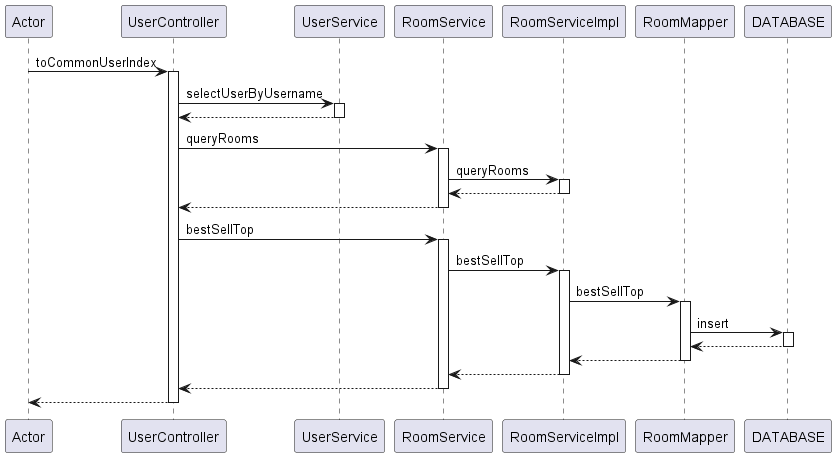 Actor UserController UserService RoomService RoomServiceImpl RoomMapper DATABASE
toCommonUserIndex
selectUserByUsername
queryRooms
queryRooms
bestSellTop
bestSellTop
bestSellTop
insert
Actor UserController UserService RoomService RoomServiceImpl RoomMapper DATABASE